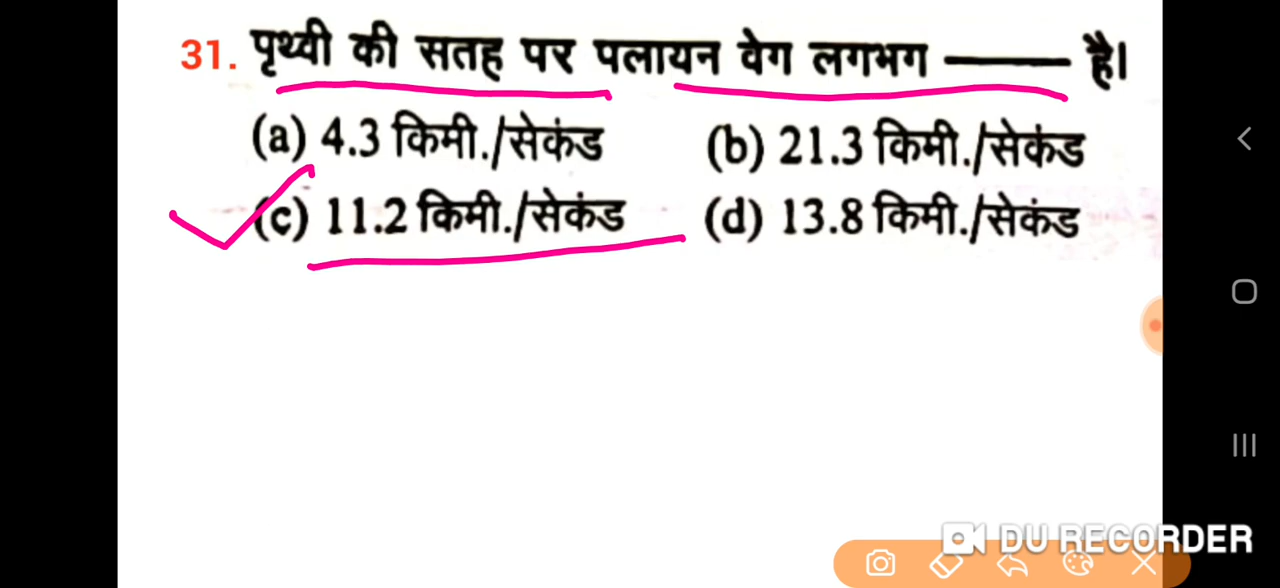 31. पृथ्वी की सतह पर पलायन वेग लगभग ——— है।
(a) 4.3 किमी./सेकंड (b) 21.3 किमी./सेकंड
(c) 11.2 किमी./सेकंड (d) 13.8 किमी./सेकंड
DU RECORDER